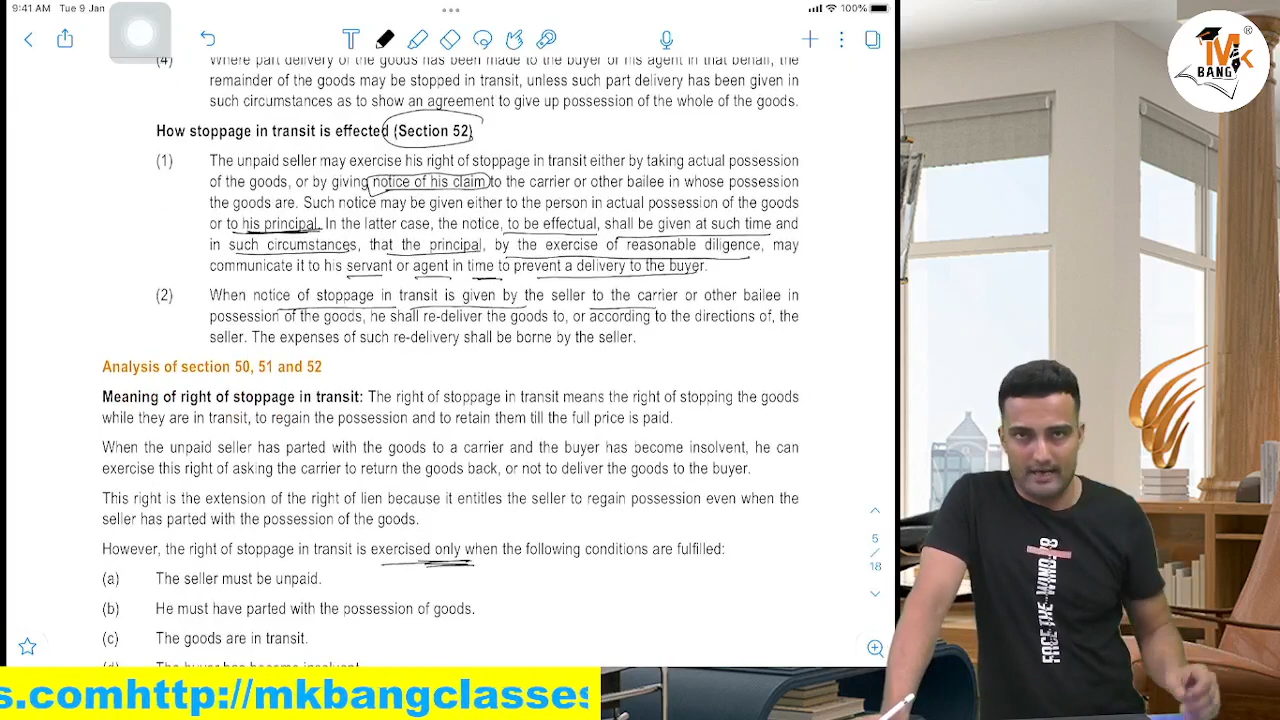 9:41 AM Tue 9 Jan
100%
(4) Where part delivery of the goods has been made to the buyer or his agent in that behalf, the
remainder of the goods may be stopped in transit, unless such part delivery has been given in
such circumstances as to show an agreement to give up possession of the whole of the goods.
How stoppage in transit is effected (Section 52)
(1) The unpaid seller may exercise his right of stoppage in transit either by taking actual possession
of the goods, or by giving notice of his claim to the carrier or other bailee in whose possession
the goods are. Such notice may be given either to the person in actual possession of the goods
or to his principal. In the latter case, the notice, to be effectual, shall be given at such time and
in such circumstances, that the principal, by the exercise of reasonable diligence, may
communicate it to his servant or agent in time to prevent a delivery to the buyer.
(2) When notice of stoppage in transit is given by the seller to the carrier or other bailee in
possession of the goods, he shall re-deliver the goods to, or according to the directions of, the
seller. The expenses of such re-delivery shall be borne by the seller.
Analysis of section 50, 51 and 52
Meaning of right of stoppage in transit: The right of stoppage in transit means the right of stopping the goods
while they are in transit, to regain the possession and to retain them till the full price is paid.
When the unpaid seller has parted with the goods to a carrier and the buyer has become insolvent, he can
exercise this right of asking the carrier to return the goods back, or not to deliver the goods to the buyer.
This right is the extension of the right of lien because it entitles the seller to regain possession even when the
seller has parted with the possession of the goods.
However, the right of stoppage in transit is exercised only when the following conditions are fulfilled:
(a) The seller must be unpaid.
(b) He must have parted with the possession of goods.
(c) The goods are in transit.
(d) The buyer has become insolvent.
5
/
18
s.comhttp://mkbangclasses
MK
BANG
®
FACE THE WIND